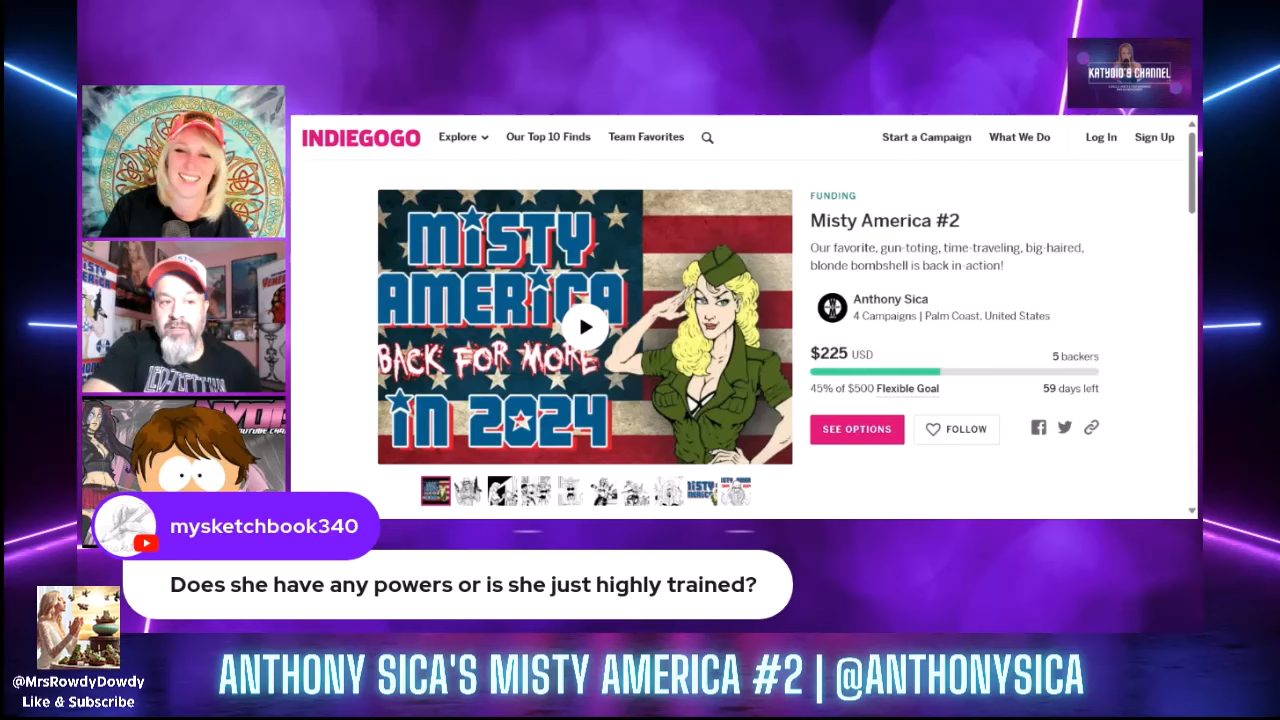 KATYDID'S CHANNEL
INDIEGOGO
Explore
Our Top 10 Finds
Team Favorites
Start a Campaign
What We Do
Log In
Sign Up
MISTY
AMERICA
BACK FOR MORE
IN 2024
FUNDING
Misty America #2
Our favorite, gun-toting, time-traveling, big-haired,
blonde bombshell is back in-action!
Anthony Sica
4 Campaigns | Palm Coast, United States
$225 USD
5 backers
45% of $500 Flexible Goal
59 days left
SEE OPTIONS
FOLLOW
LED-ZEPPELIN
mysketchbook340
Does she have any powers or is she just highly trained?
@MrsRowdyDowdy
Like & Subscribe
ANTHONY SICA'S MISTY AMERICA #2 | @ANTHONYSICA